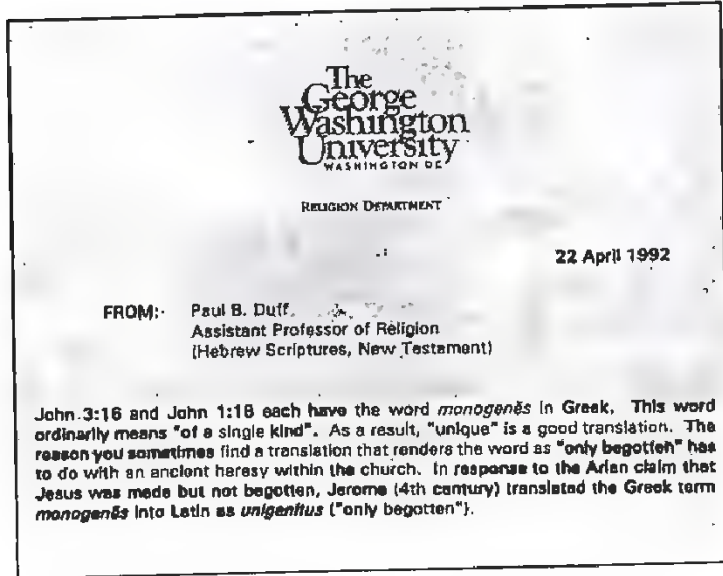 The
George
Washington
University
WASHINGTON DC
RELIGION DEPARTMENT
22 April 1992
FROM: Paul B. Duff
Assistant Professor of Religion
(Hebrew Scriptures, New Testament)
John 3:16 and John 1:18 each have the word monogenēs in Greek. This word
ordinarily means "of a single kind". As a result, "unique" is a good translation. The
reason you sometimes find a translation that renders the word as "only begotten" has
to do with an ancient heresy within the church. In response to the Arian claim that
Jesus was made but not begotten, Jerome (4th century) translated the Greek term
monogenēs into Latin as unigenitus ("only begotten").